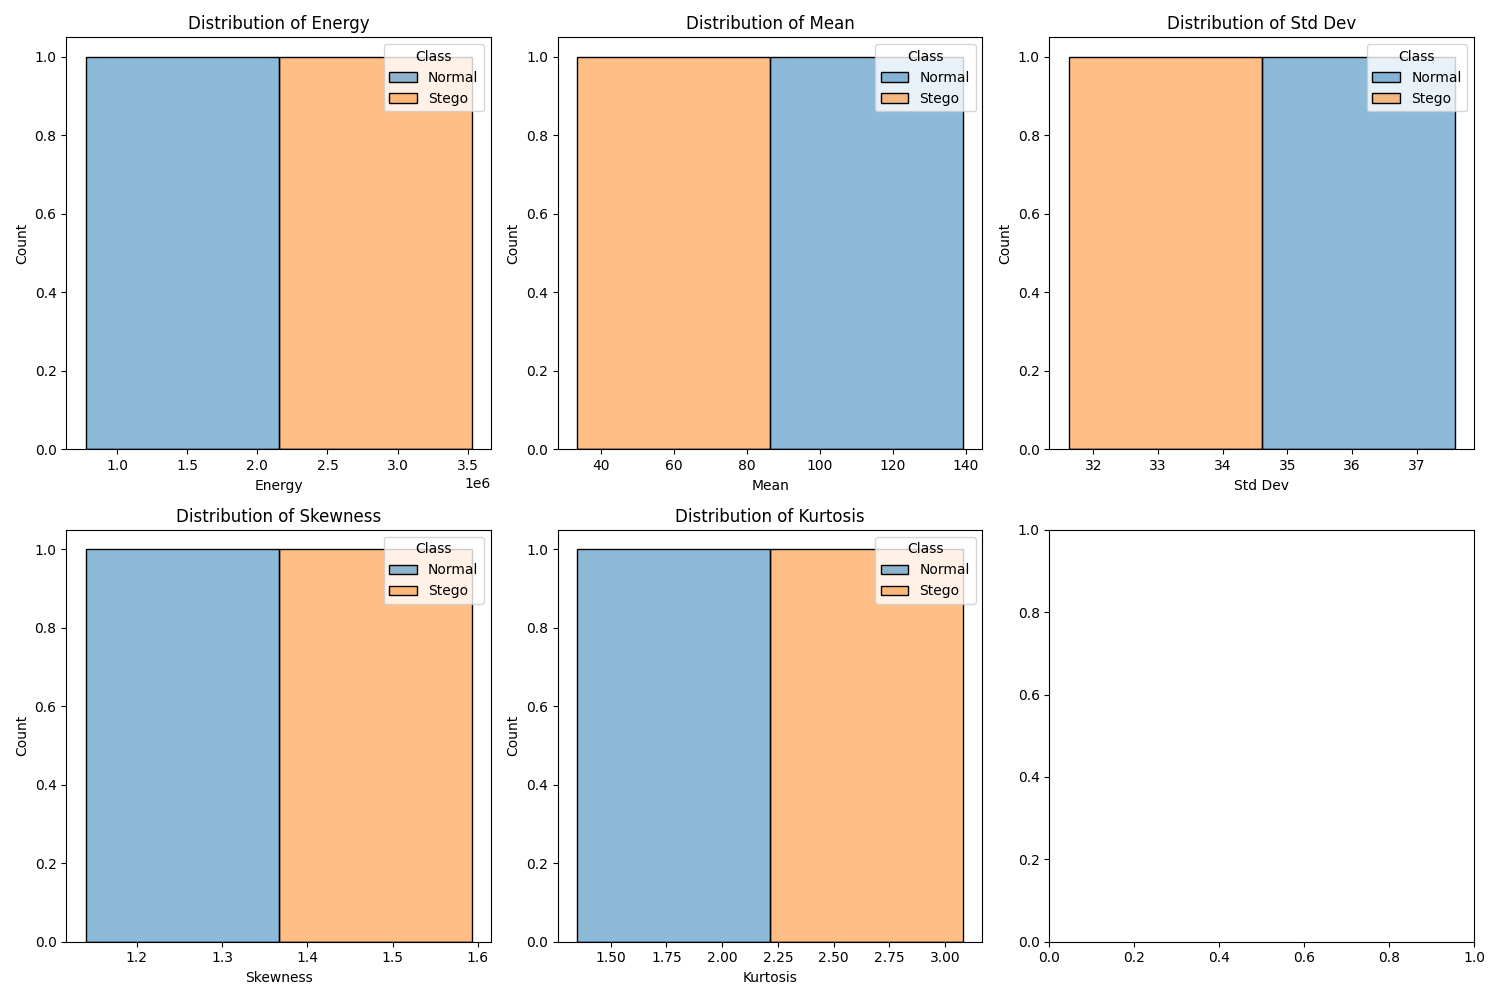 Distribution of Energy
Class
Normal
Stego
1.0
0.8
0.6
0.4
0.2
0.0
Count
1.0 1.5 2.0 2.5 3.0 3.5
1e6
Energy
Distribution of Mean
Class
Normal
Stego
1.0
0.8
0.6
0.4
0.2
0.0
Count
40 60 80 100 120 140
Mean
Distribution of Std Dev
Class
Normal
Stego
1.0
0.8
0.6
0.4
0.2
0.0
Count
32 33 34 35 36 37
Std Dev
Distribution of Skewness
Class
Normal
Stego
1.0
0.8
0.6
0.4
0.2
0.0
Count
1.2 1.3 1.4 1.5 1.6
Skewness
Distribution of Kurtosis
Class
Normal
Stego
1.0
0.8
0.6
0.4
0.2
0.0
Count
1.50 1.75 2.00 2.25 2.50 2.75 3.00
Kurtosis
1.0
0.8
0.6
0.4
0.2
0.0
0.0 0.2 0.4 0.6 0.8 1.0